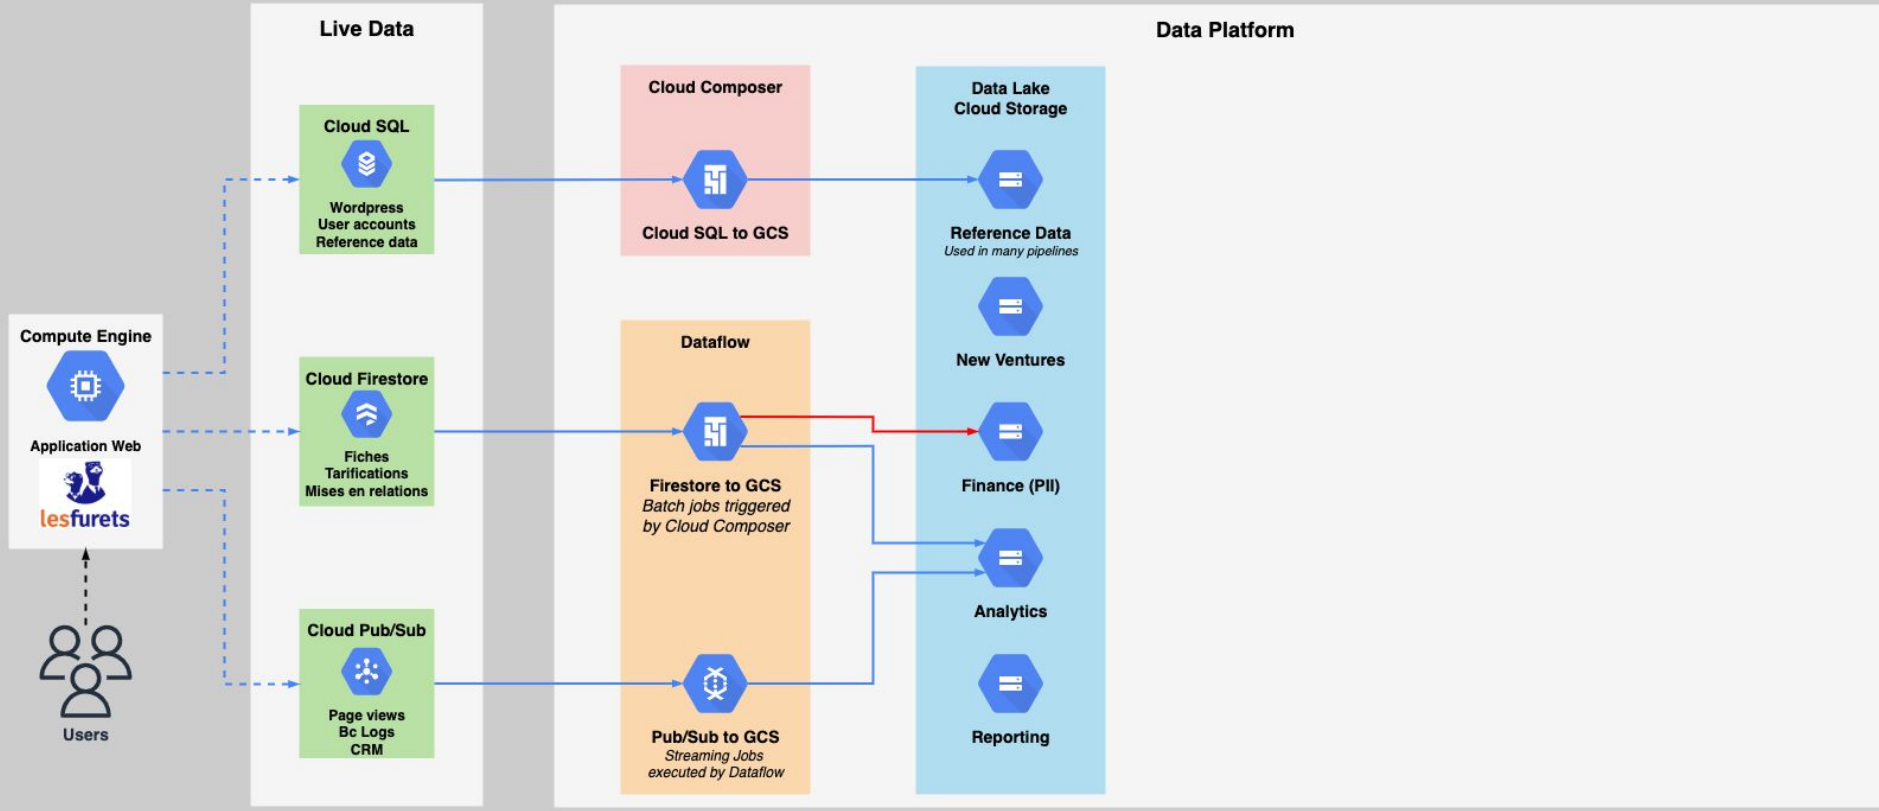 Live Data
Data Platform
Cloud SQL
Wordpress
User accounts
Reference data
Cloud Composer
Cloud SQL to GCS
Data Lake
Cloud Storage
Reference Data
Used in many pipelines
New Ventures
Compute Engine
Application Web
lesfurets
Users
Cloud Firestore
Fiches
Tarifications
Mises en relations
Dataflow
Firestore to GCS
Batch jobs triggered
by Cloud Composer
Finance (PII)
Analytics
Cloud Pub/Sub
Page views
Bc Logs
CRM
Pub/Sub to GCS
Streaming Jobs
executed by Dataflow
Reporting